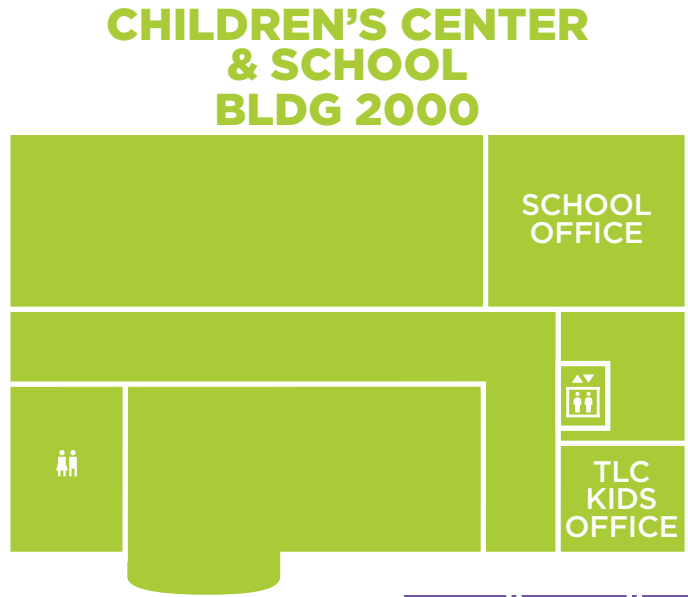 CHILDREN'S CENTER
& SCHOOL
BLDG 2000
SCHOOL
OFFICE
TLC
KIDS
OFFICE